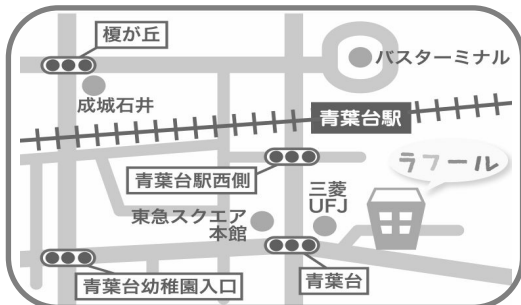 榎が丘
バスターミナル
成城石井
青葉台駅
ラフール
青葉台駅西側
三菱
UFJ
東急スクエア
本館
青葉台幼稚園入口
青葉台